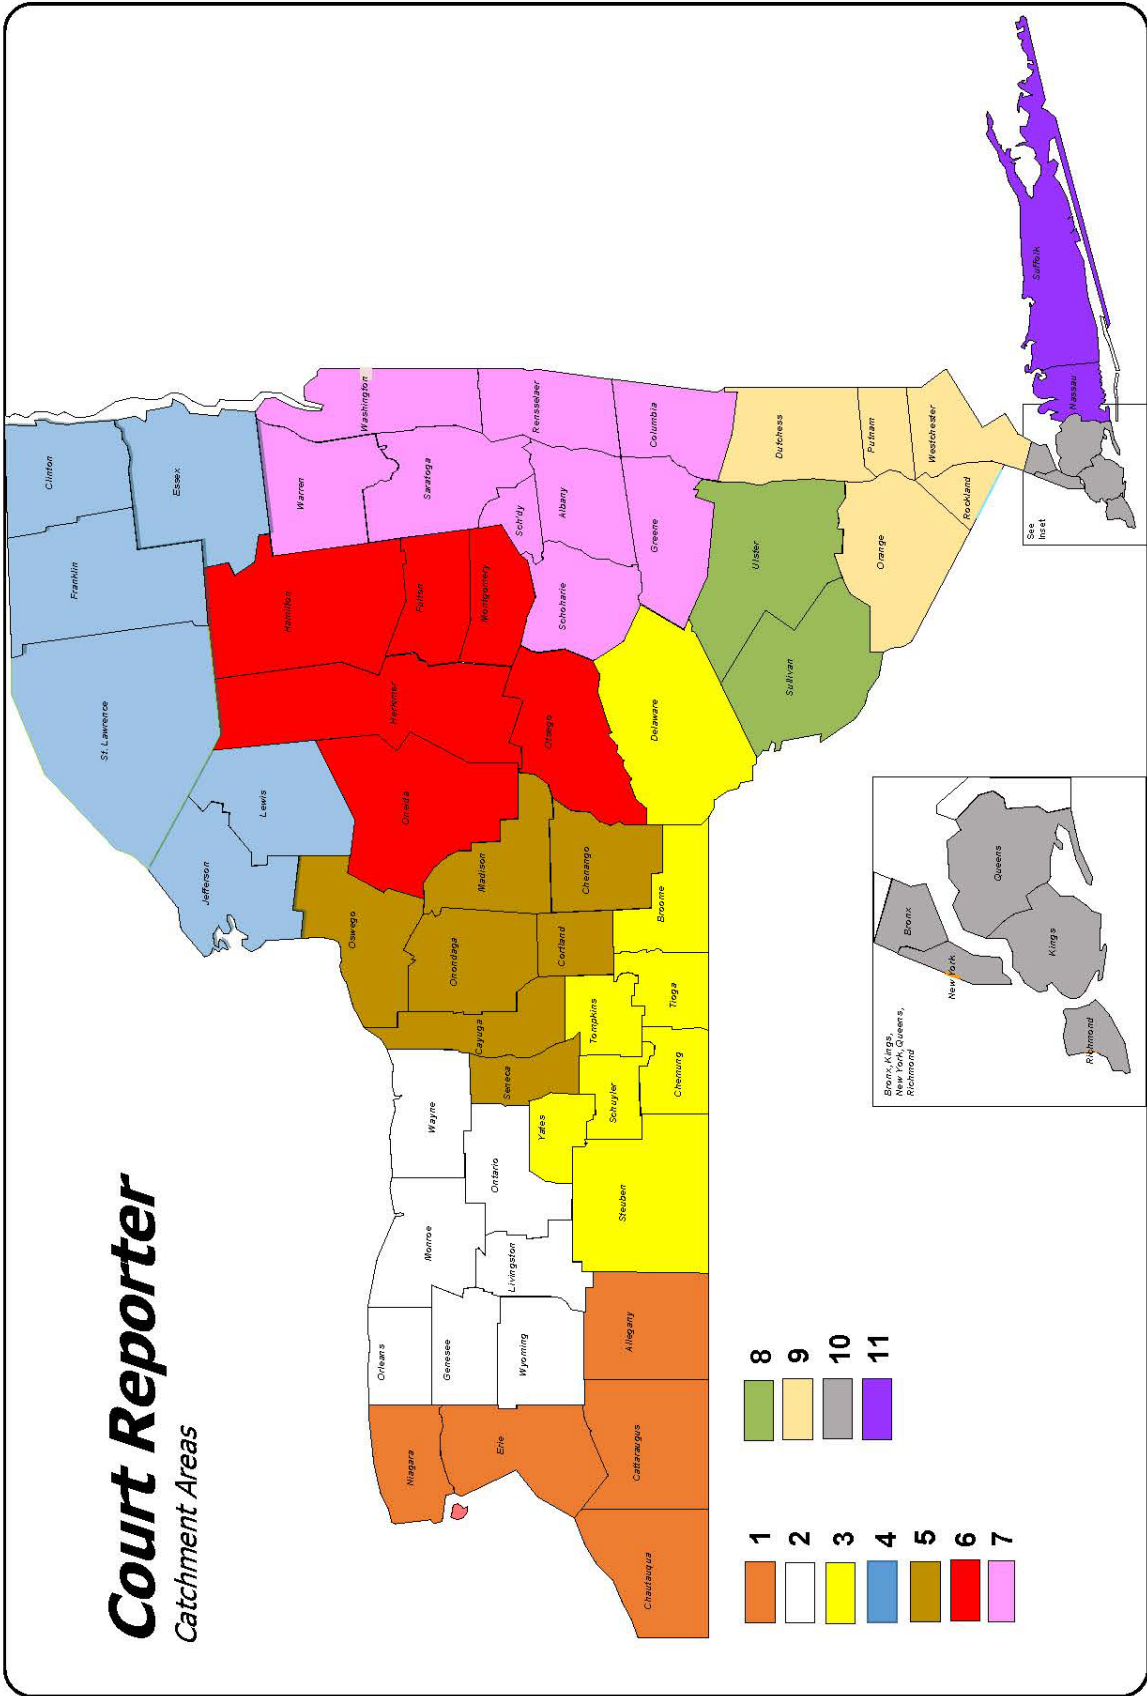 Court Reporter
Catchment Areas
Clinton
Franklin
Essex
St. Lawrence
Jefferson
Lewis
Hamilton
Herkimer
Warren
Washington
Oneida
Fulton
Saratoga
Oswego
Montgomery
Niagara
Orleans
Monroe
Wayne
Cayuga
Onondaga
Madison
Otsego
Schoharie
Sch'dy
Albany
Rensselaer
Erie
Genesee
Wyoming
Livingston
Ontario
Seneca
Yates
Cortland
Chenango
Delaware
Greene
Columbia
Chautauqua
Cattaraugus
Allegany
Steuben
Schuyler
Chemung
Tompkins
Tioga
Broome
Sullivan
Ulster
Dutchess
Orange
Putnam
Rockland
Westchester
See
Inset
Nassau
Suffolk
Bronx, Kings,
New York, Queens,
Richmond
Bronx
New York
Queens
Kings
Richmond
1
2
3
4
5
6
7
8
9
10
11